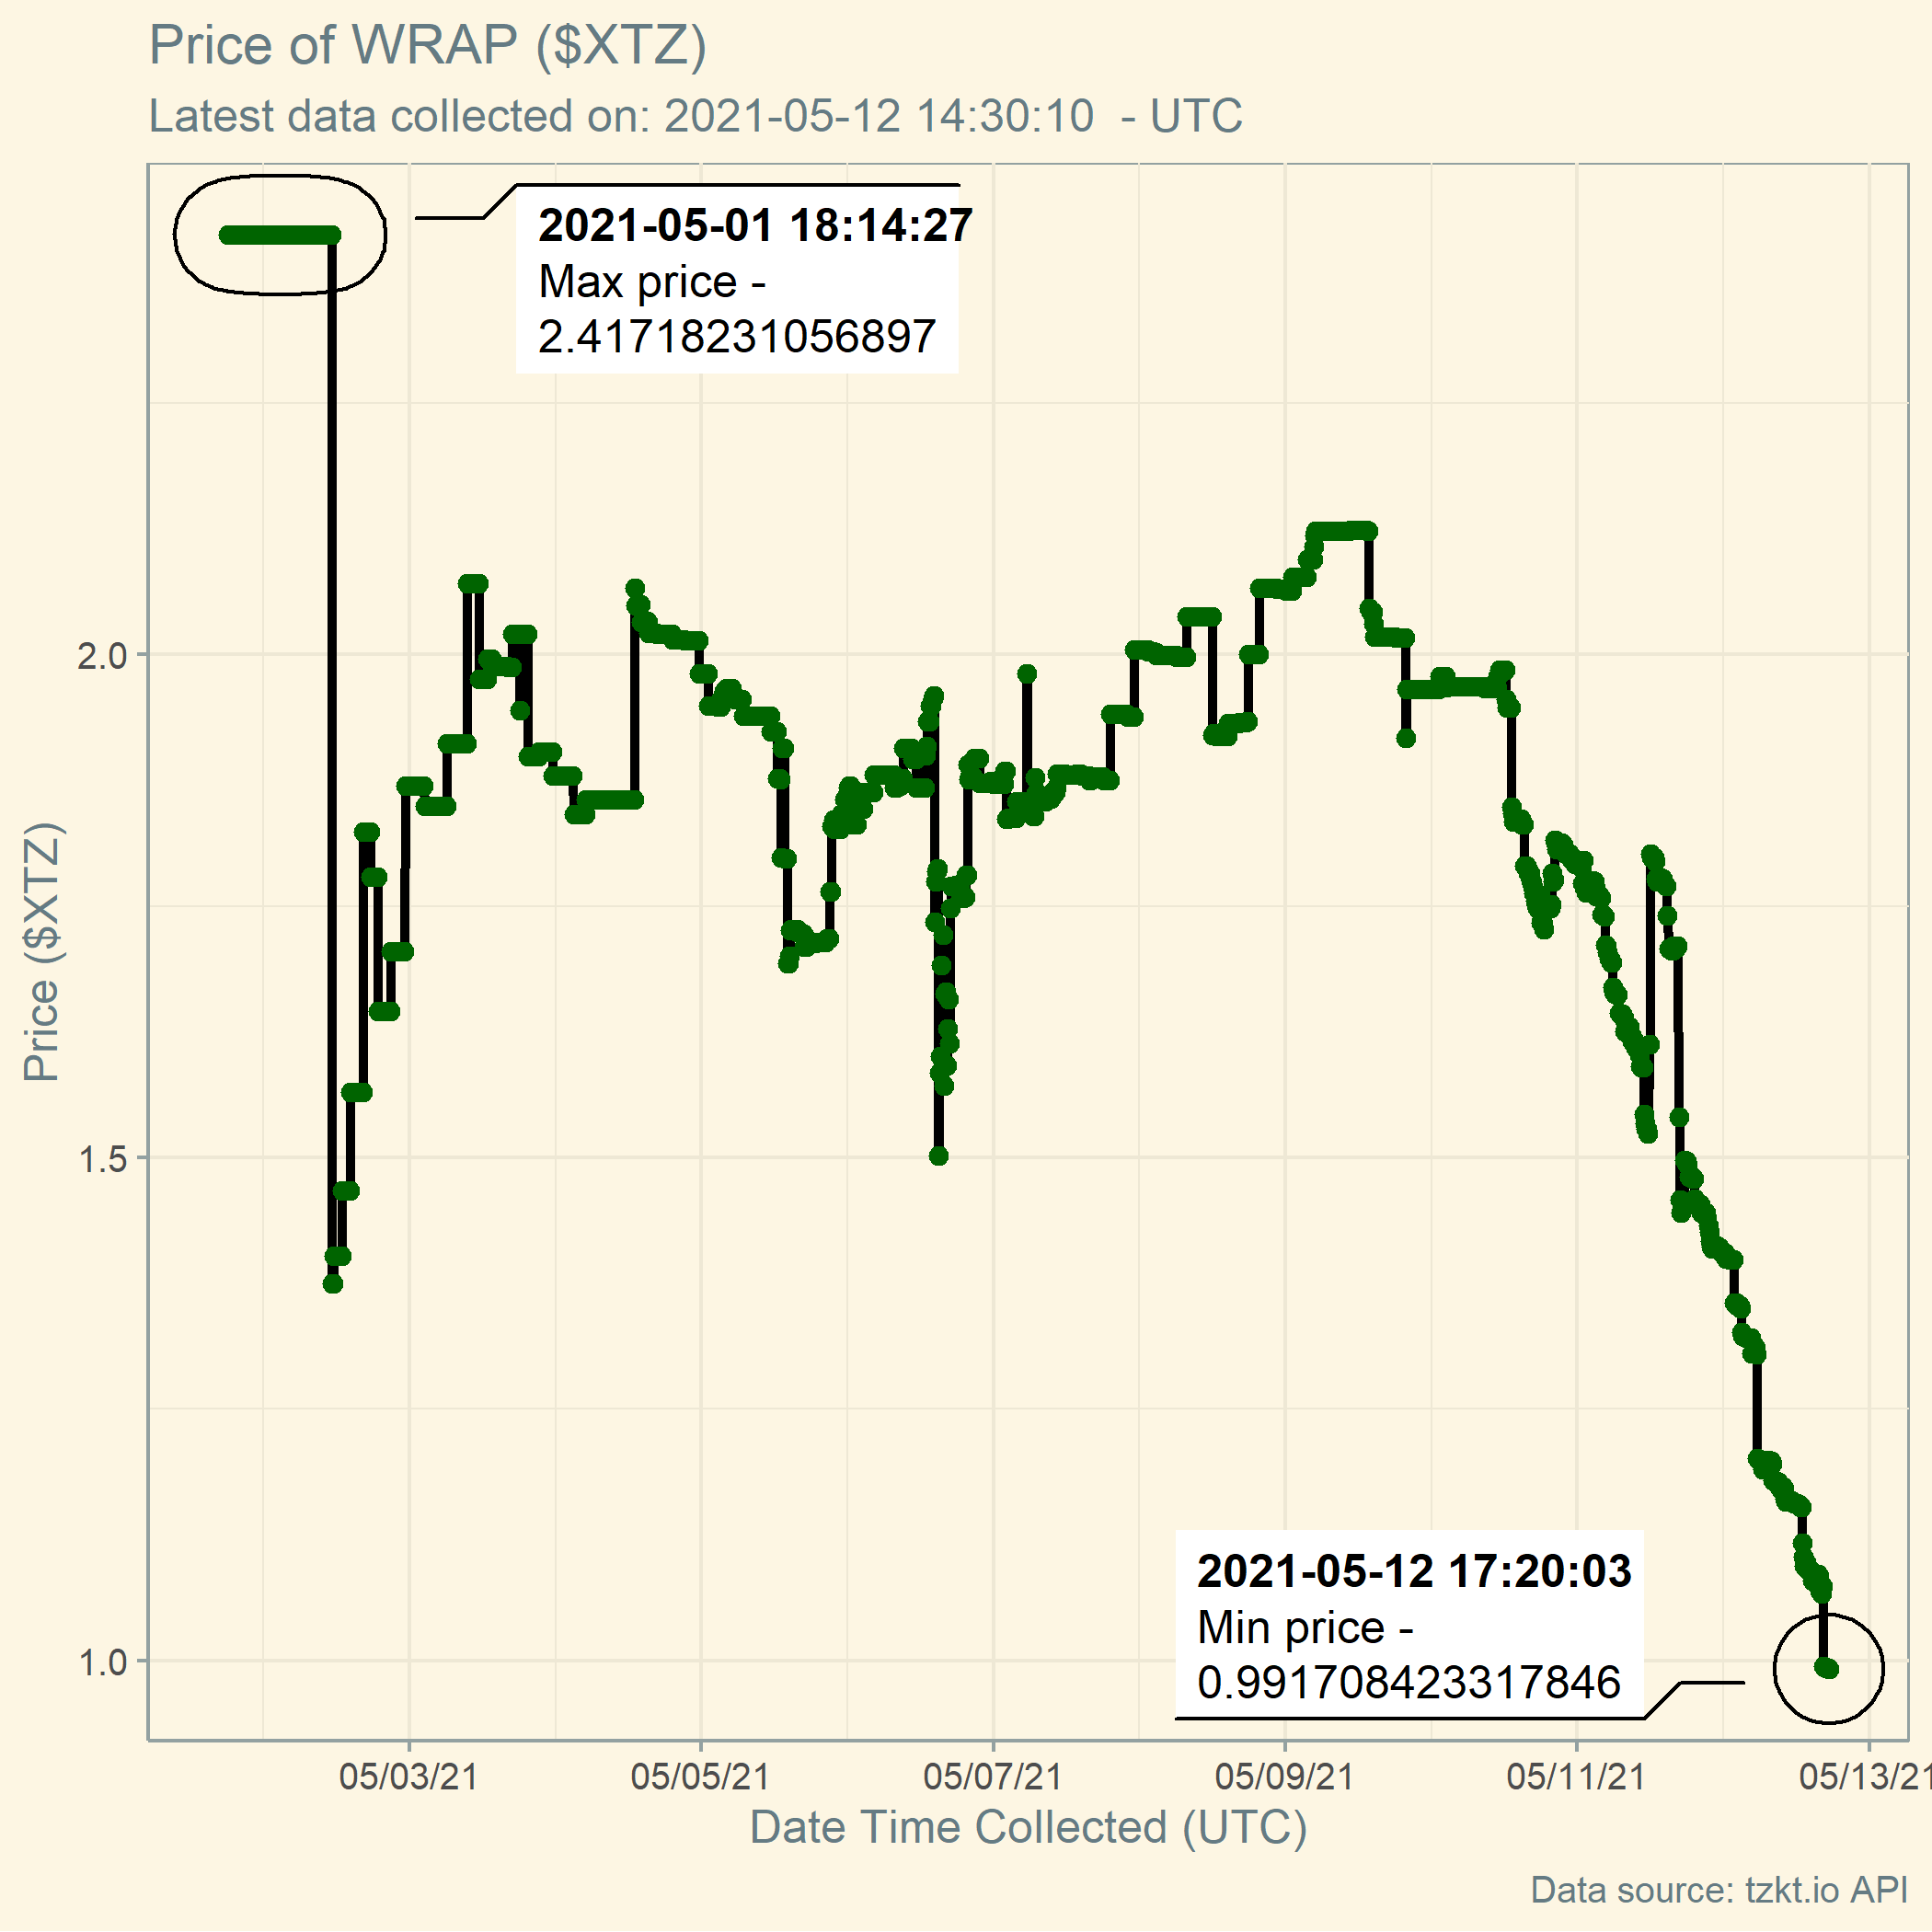 Price of WRAP ($XTZ)
Latest data collected on: 2021-05-12 14:30:10  - UTC
2021-05-01 18:14:27
Max price -
2.41718231056897
2.0
1.5
1.0
Price ($XTZ)
2021-05-12 17:20:03
Min price -
0.991708423317846
05/03/21
05/05/21
05/07/21
05/09/21
05/11/21
05/13/21
Date Time Collected (UTC)
Data source: tzkt.io API